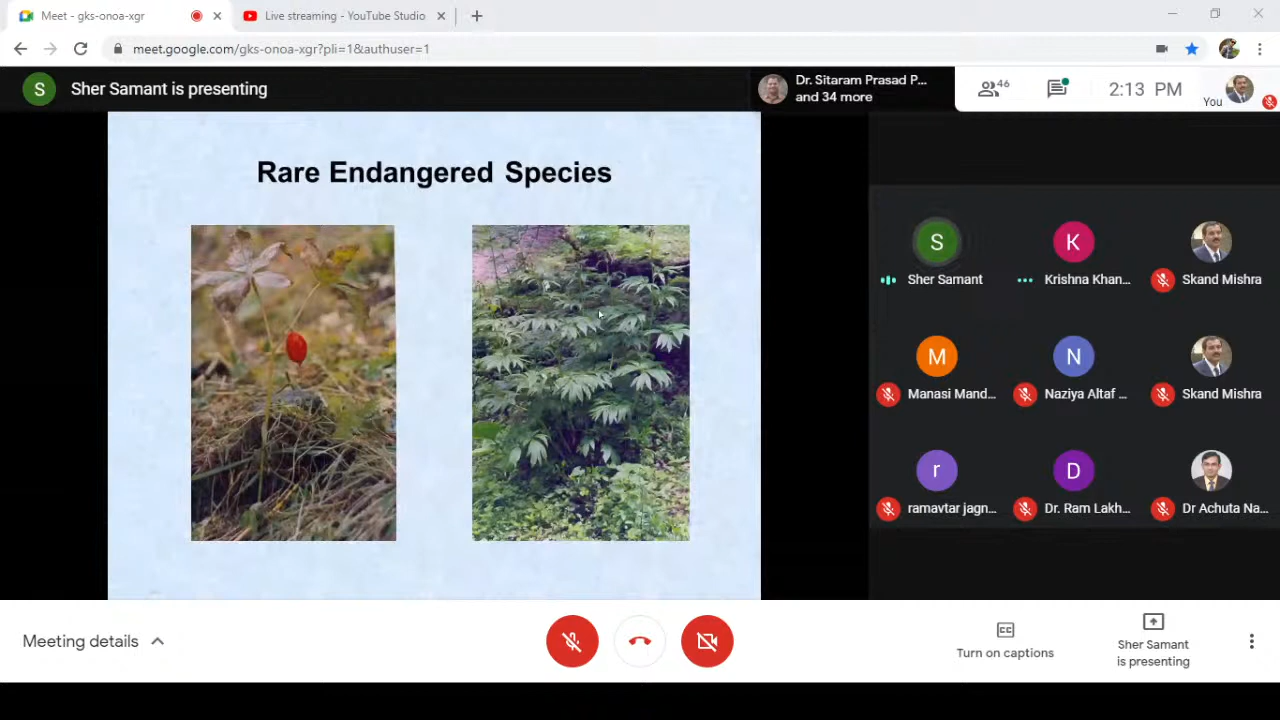 Meet - gks-onoa-xgr
Live streaming - YouTube Studio
meet.google.com/gks-onoa-xgr?pli=1&authuser=1
S
Sher Samant is presenting
Dr. Sitaram Prasad P...
and 34 more
46
2:13 PM
You
Rare Endangered Species
S
K
Sher Samant
Krishna Khan...
Skand Mishra
M
N
Manasi Mand...
Naziya Altaf ...
Skand Mishra
r
D
ramavtar jagn...
Dr. Ram Lakh...
Dr Achuta Na...
Meeting details
CC
Turn on captions
Sher Samant
is presenting